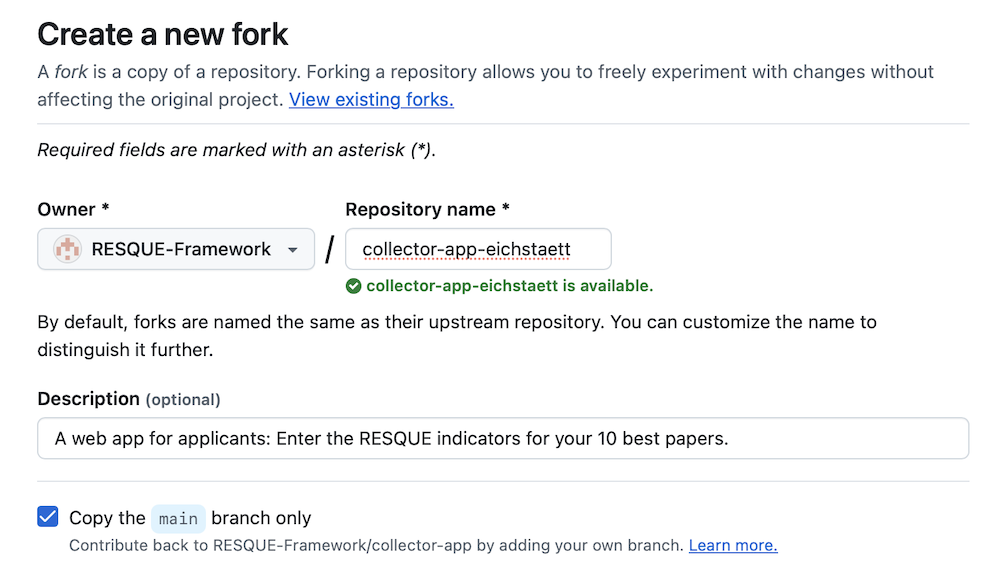 Create a new fork
A fork is a copy of a repository. Forking a repository allows you to freely experiment with changes without
affecting the original project. View existing forks.
Required fields are marked with an asterisk (*).
Owner * Repository name *
RESQUE-Framework / collector-app-eichstaett
collector-app-eichstaett is available.
By default, forks are named the same as their upstream repository. You can customize the name to
distinguish it further.
Description (optional)
A web app for applicants: Enter the RESQUE indicators for your 10 best papers.
Copy the main branch only
Contribute back to RESQUE-Framework/collector-app by adding your own branch. Learn more.